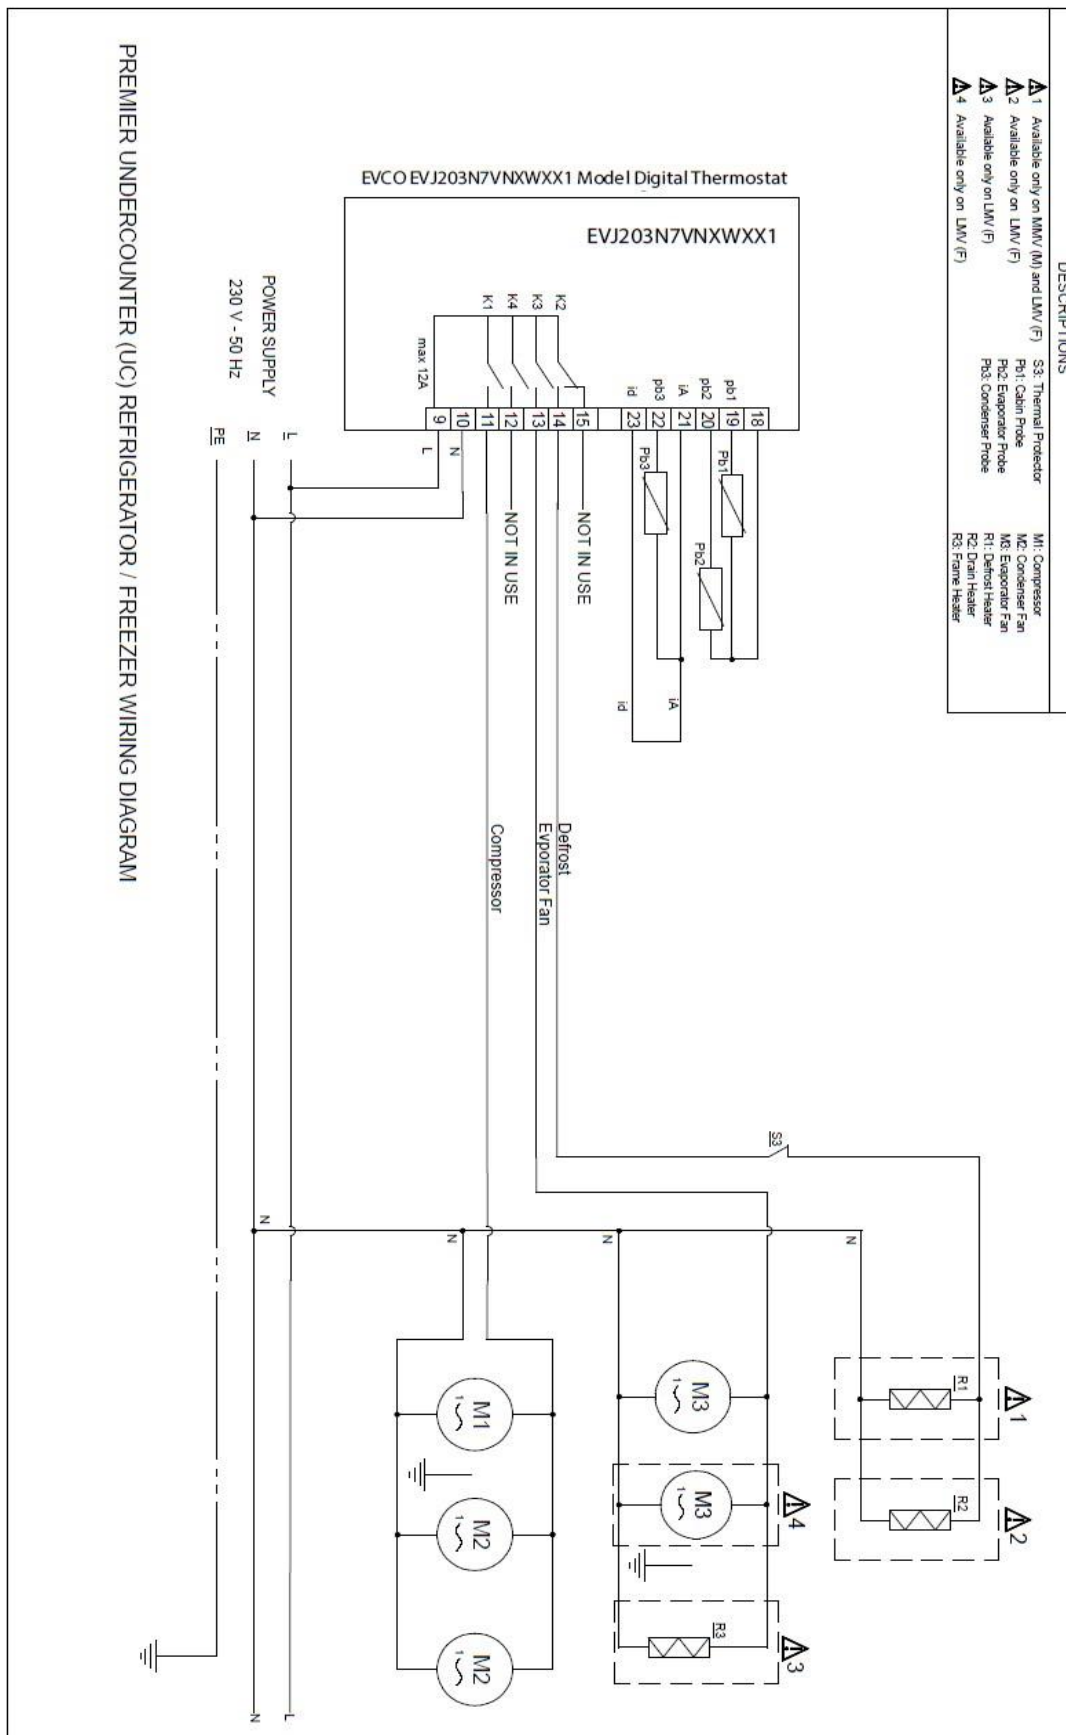 DESCRIPTIONS
1 Available only on MMV (M) and LMV (F)
2 Available only on LMV (F)
3 Available only on LMV (F)
4 Available only on LMV (F)
S3: Thermal Protector
Pb1: Cabin Probe
Pb2: Evaporator Probe
Pb3: Condenser Probe
M1: Compressor
M2: Condenser Fan
M3: Evaporator Fan
R1: Defrost Heater
R2: Drain Heater
R3: Frame Heater
EVCO EVJ203N7VNXWXX1 Model Digital Thermostat
EVJ203N7VNXWXX1
K1
K4
K3
K2
max 12A
id
pb3
iA
pb2
pb1
9
10
11
12
13
14
15
23
22
21
20
19
18
L
N
NOT IN USE
NOT IN USE
Pb3
Pb1
Pb2
id
iA
POWER SUPPLY
230 V - 50 Hz
L
N
PE
Compressor
Evporator Fan
Defrost
S3
N
N
N
N
R1
1
R2
2
M3
1
M3
1
4
R3
3
M1
1
M2
1
M2
1
L
N
PREMIER UNDERCOUNTER (UC) REFRIGERATOR / FREEZER WIRING DIAGRAM